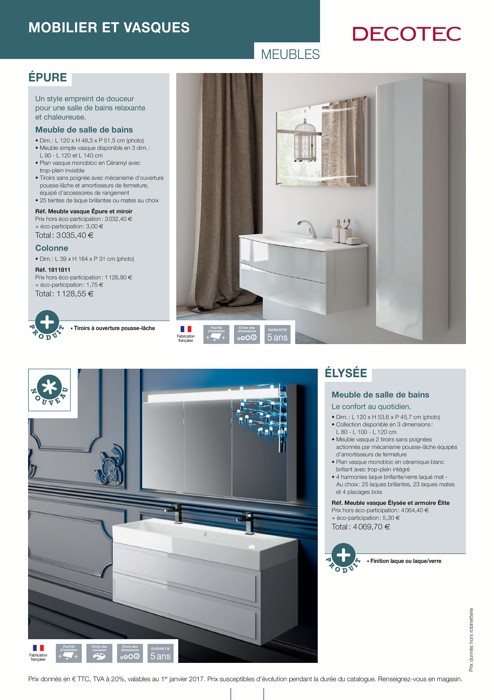 MOBILIER ET VASQUES
DECOTEC
MEUBLES
ÉPURE
Un style empreint de douceur
pour une salle de bains relaxante
et chaleureuse.
Meuble de salle de bains
• Dim. : L 120 x H 48,3 x P 51,5 cm (photo)
• Meuble simple vasque disponible en 3 dim. :
L 90 - L 120 et L 140 cm
• Plan vasque monobloc en Céramyl avec
trop-plein invisible
• Tiroirs sans poignée avec mécanisme d'ouverture
pousse-lâche et amortisseurs de fermeture,
équipé d'accessoires de rangement
• 25 teintes de laque brillantes ou mates au choix
Réf. Meuble vasque Épure et miroir
Prix hors éco-participation : 3 032,40 €
+ éco-participation : 3,00 €
Total : 3 035,40 €
Colonne
• Dim. : L 39 x H 164 x P 31 cm (photo)
Réf. 1811811
Prix hors éco-participation : 1 126,80 €
+ éco-participation : 1,75 €
Total : 1 128,55 €
PRODUIT
• Tiroirs à ouverture pousse-lâche
Fabrication
française
GARANTIE
5 ans
NOUVEAU
ÉLYSÉE
Meuble de salle de bains
Le confort au quotidien.
• Dim. : L 120 x H 53,6 x P 45,7 cm (photo)
• Collection disponible en 3 dimensions :
L 80 - L 100 - L 120 cm
• Meuble vasque 2 tiroirs sans poignées
actionnés par mécanisme pousse-lâche équipés
d'amortisseurs de fermeture
• Plan vasque monobloc en céramique blanc
brillant avec trop-plein intégré
• 4 harmonies laque brillante/verre laqué mat -
Au choix : 25 laques brillantes, 23 laques mates
et 4 placages bois
Réf. Meuble vasque Élysée et armoire Élite
Prix hors éco-participation : 4 064,40 €
+ éco-participation : 5,30 €
Total : 4 069,70 €
PRODUIT
• Finition laque ou laque/verre
Fabrication
française
GARANTIE
5 ans
Prix donnés hors robinetterie
Prix donnés en € TTC, TVA à 20%, valables au 1er janvier 2017. Prix susceptibles d'évolution pendant la durée du catalogue. Renseignez-vous en magasin.